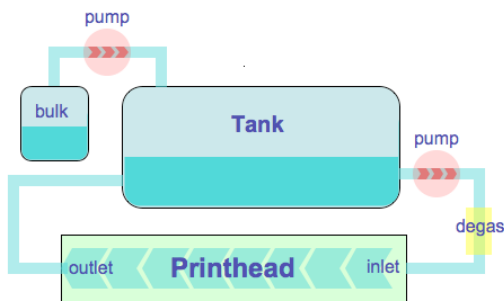 pump
bulk
Tank
pump
degas
outlet
Printhead
inlet